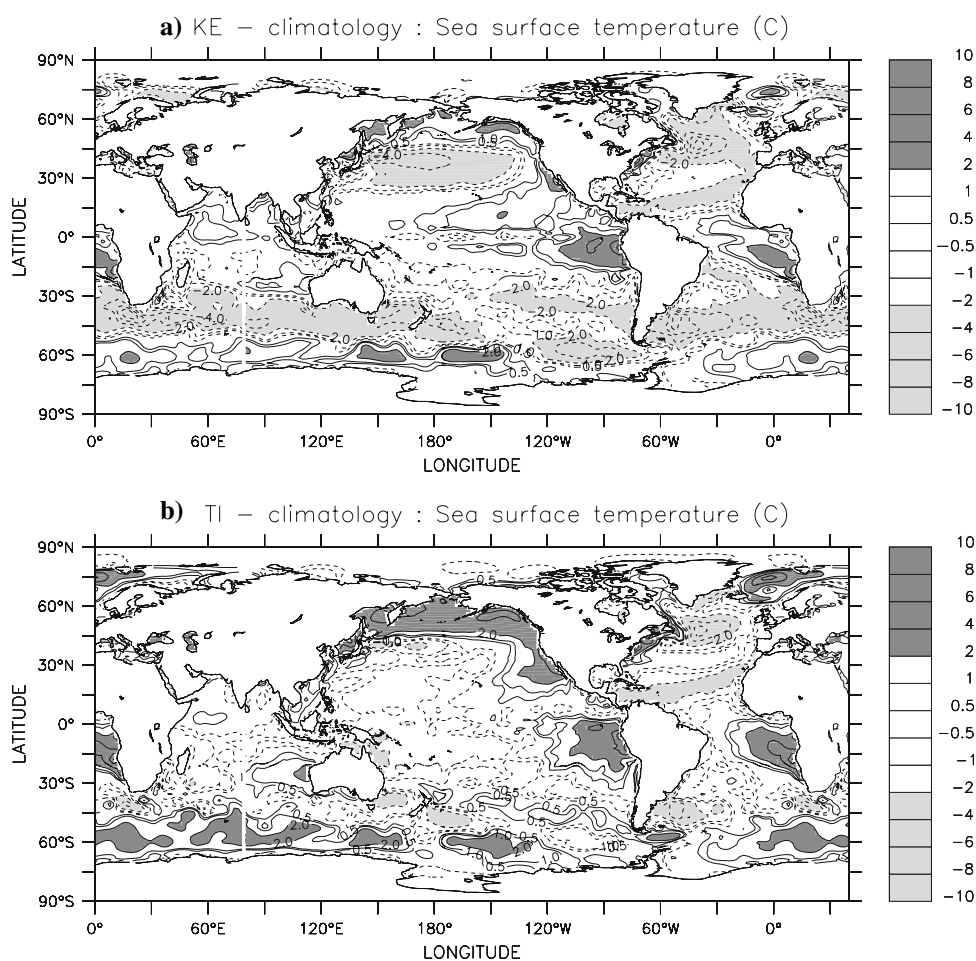 a) KE – climatology : Sea surface temperature (C)
90°N
60°N
30°N
0°
30°S
60°S
90°S
LATITUDE
0° 60°E 120°E 180° 120°W 60°W 0°
LONGITUDE
10
8
6
4
2
1
0.5
−0.5
−1
−2
−4
−6
−8
−10
b) TI – climatology : Sea surface temperature (C)
90°N
60°N
30°N
0°
30°S
60°S
90°S
LATITUDE
0° 60°E 120°E 180° 120°W 60°W 0°
LONGITUDE
10
8
6
4
2
1
0.5
−0.5
−1
−2
−4
−6
−8
−10